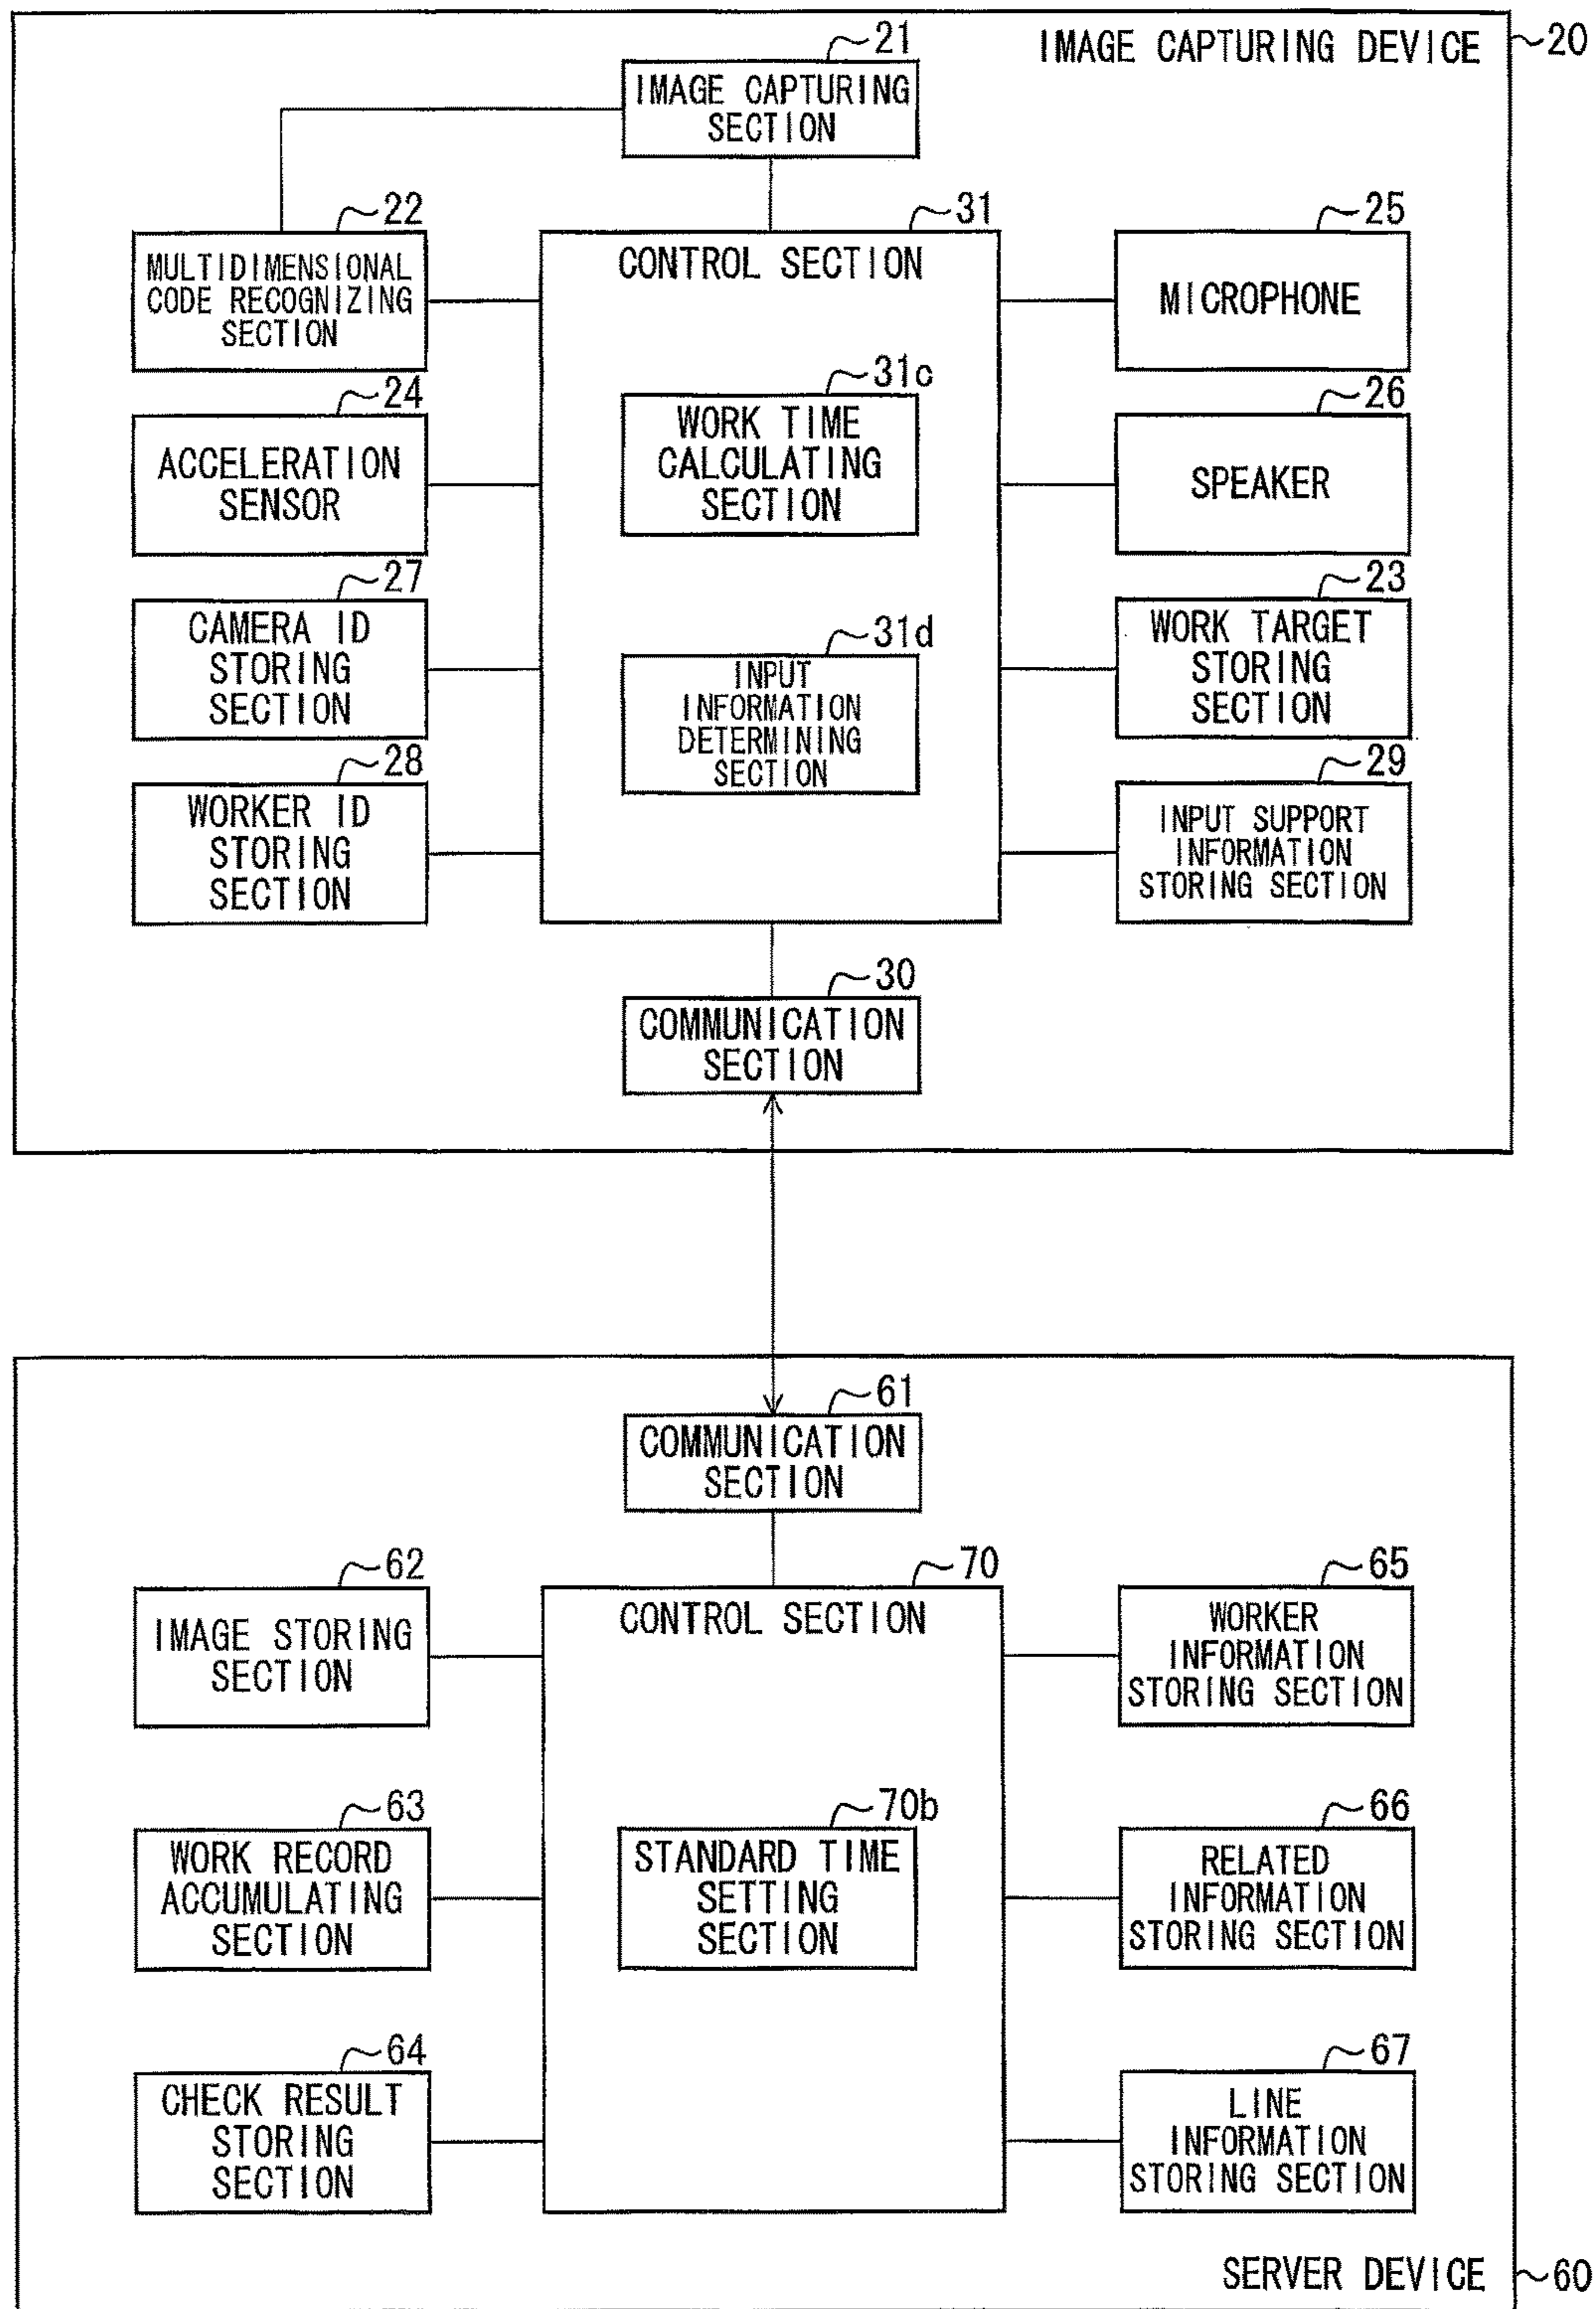 IMAGE CAPTURING DEVICE
20
21
IMAGE CAPTURING
SECTION
22
MULTIDIMENSIONAL
CODE RECOGNIZING
SECTION
31
CONTROL SECTION
25
MICROPHONE
24
ACCELERATION
SENSOR
31c
WORK TIME
CALCULATING
SECTION
26
SPEAKER
27
CAMERA ID
STORING
SECTION
31d
INPUT
INFORMATION
DETERMINING
SECTION
23
WORK TARGET
STORING
SECTION
28
WORKER ID
STORING
SECTION
29
INPUT SUPPORT
INFORMATION
STORING SECTION
30
COMMUNICATION
SECTION
61
COMMUNICATION
SECTION
62
IMAGE STORING
SECTION
70
CONTROL SECTION
65
WORKER
INFORMATION
STORING SECTION
63
WORK RECORD
ACCUMULATING
SECTION
70b
STANDARD TIME
SETTING
SECTION
66
RELATED
INFORMATION
STORING SECTION
64
CHECK RESULT
STORING
SECTION
67
LINE
INFORMATION
STORING SECTION
SERVER DEVICE
60